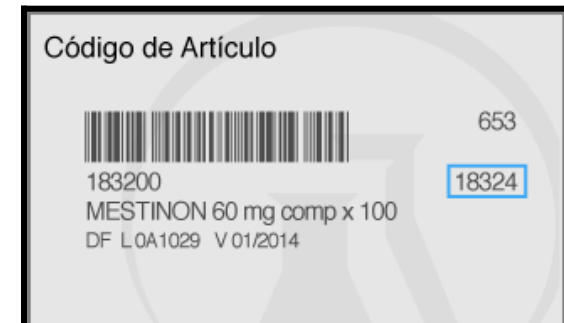 Código de Artículo
653
183200 18324
MESTINON 60 mg comp x 100
DF L 0A1029 V 01/2014